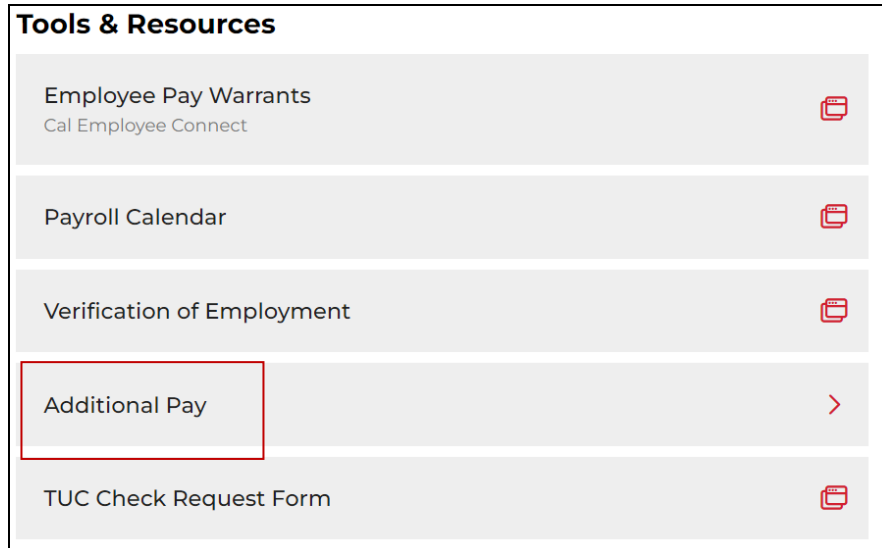 Tools & Resources
Employee Pay Warrants
Cal Employee Connect
Payroll Calendar
Verification of Employment
Additional Pay
TUC Check Request Form